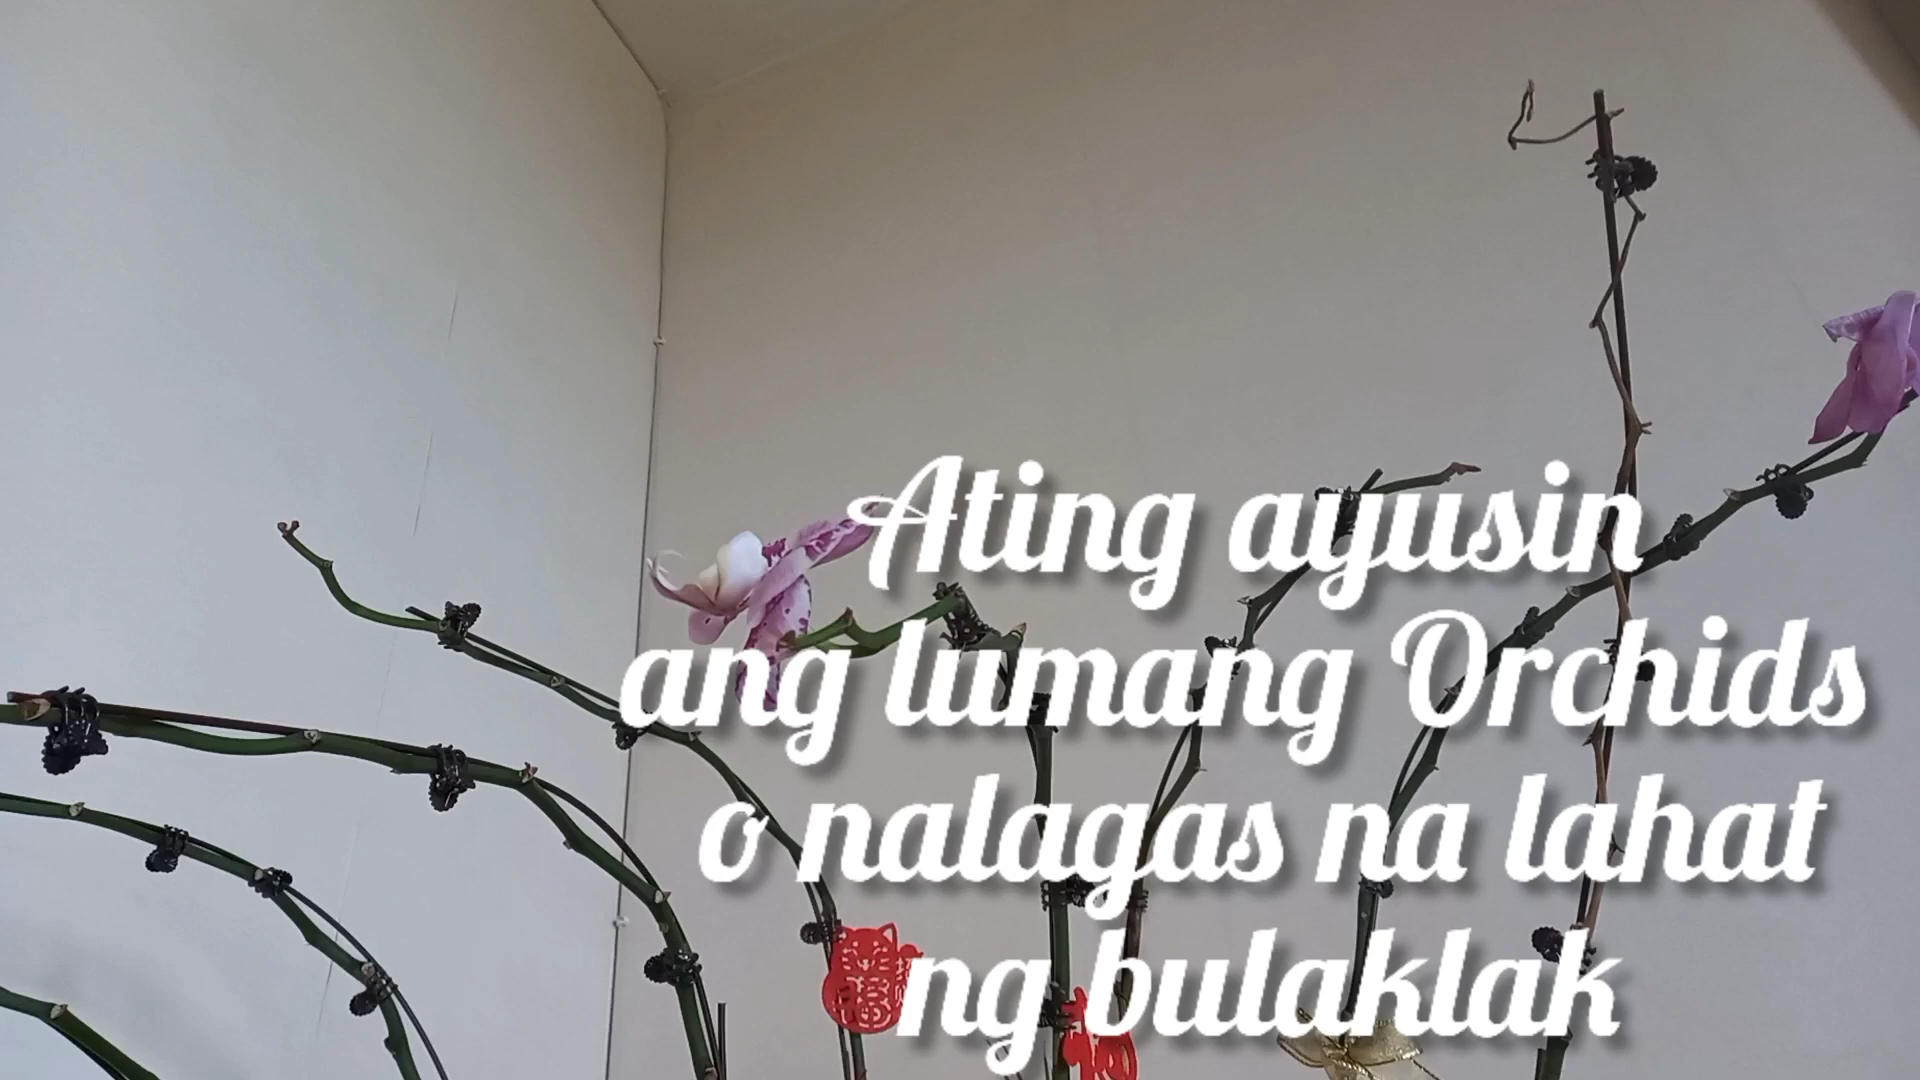 Ating ayusin
ang lumang Orchids
o nalagas na lahat
ng bulaklak